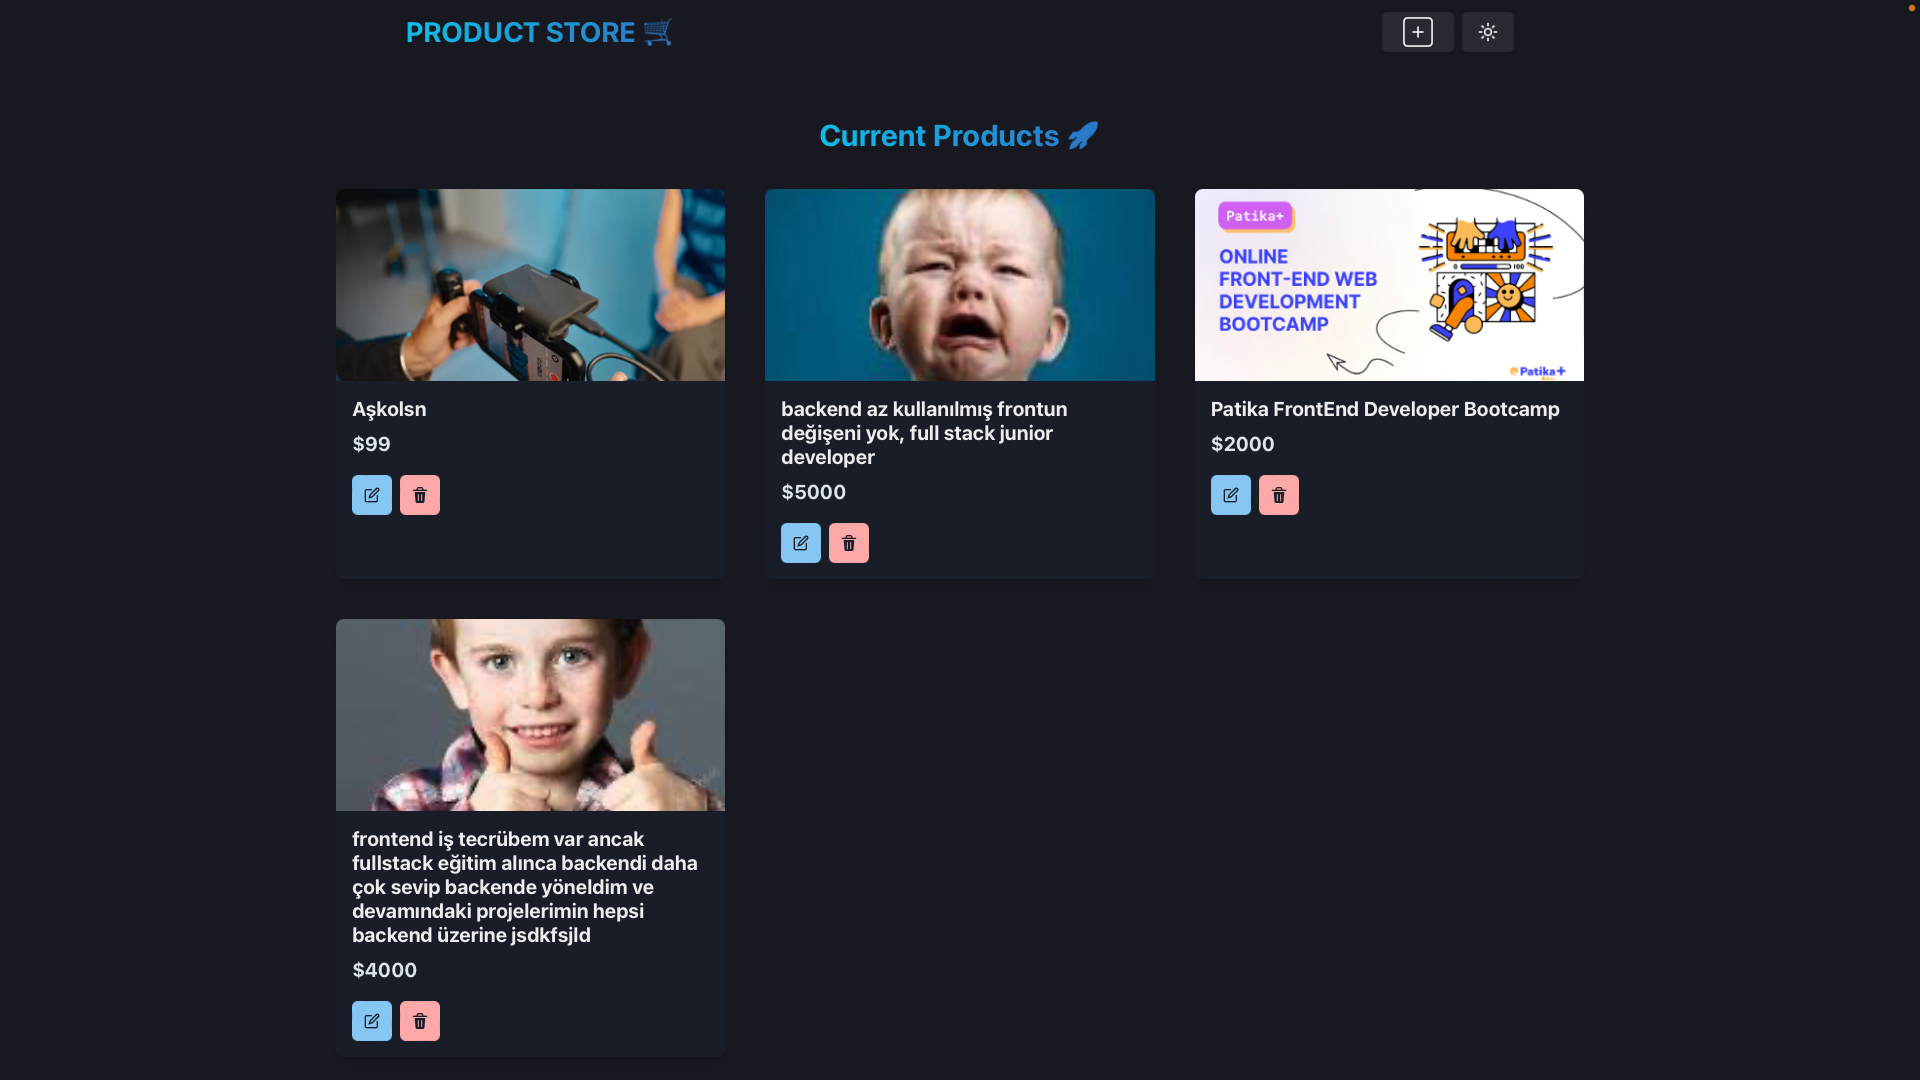 PRODUCT STORE 🛒
Current Products 🚀
Aşkolsn
$99
backend az kullanılmış frontun
değişeni yok, full stack junior
developer
$5000
Patika+
ONLINE
FRONT-END WEB
DEVELOPMENT
BOOTCAMP
0 100
Patika+
Patika FrontEnd Developer Bootcamp
$2000
frontend iş tecrübem var ancak
fullstack eğitim alınca backendi daha
çok sevip backende yöneldim ve
devamındaki projelerimin hepsi
backend üzerine jsdkfsjld
$4000